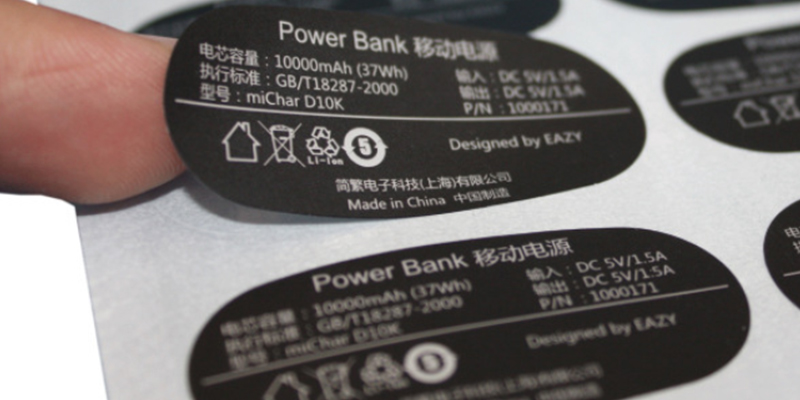 Power Bank 移动电源
电芯容量：10000mAh (37Wh)
执行标准：GB/T18287-2000
型号：miChar D10K
输入：DC 5V/1.5A
输出：DC 5V/1.5A
P/N ：1000171
Li-ion
5
Designed by EAZY
简繁电子科技(上海)有限公司
Made in China 中国制造
Power Bank 移动电源
电芯容量：10000mAh (37Wh)
执行标准：GB/T18287-2000
型号：miChar D10K
输入：DC 5V/1.5A
输出：DC 5V/1.5A
P/N ：1000171
5
Designed by EAZY